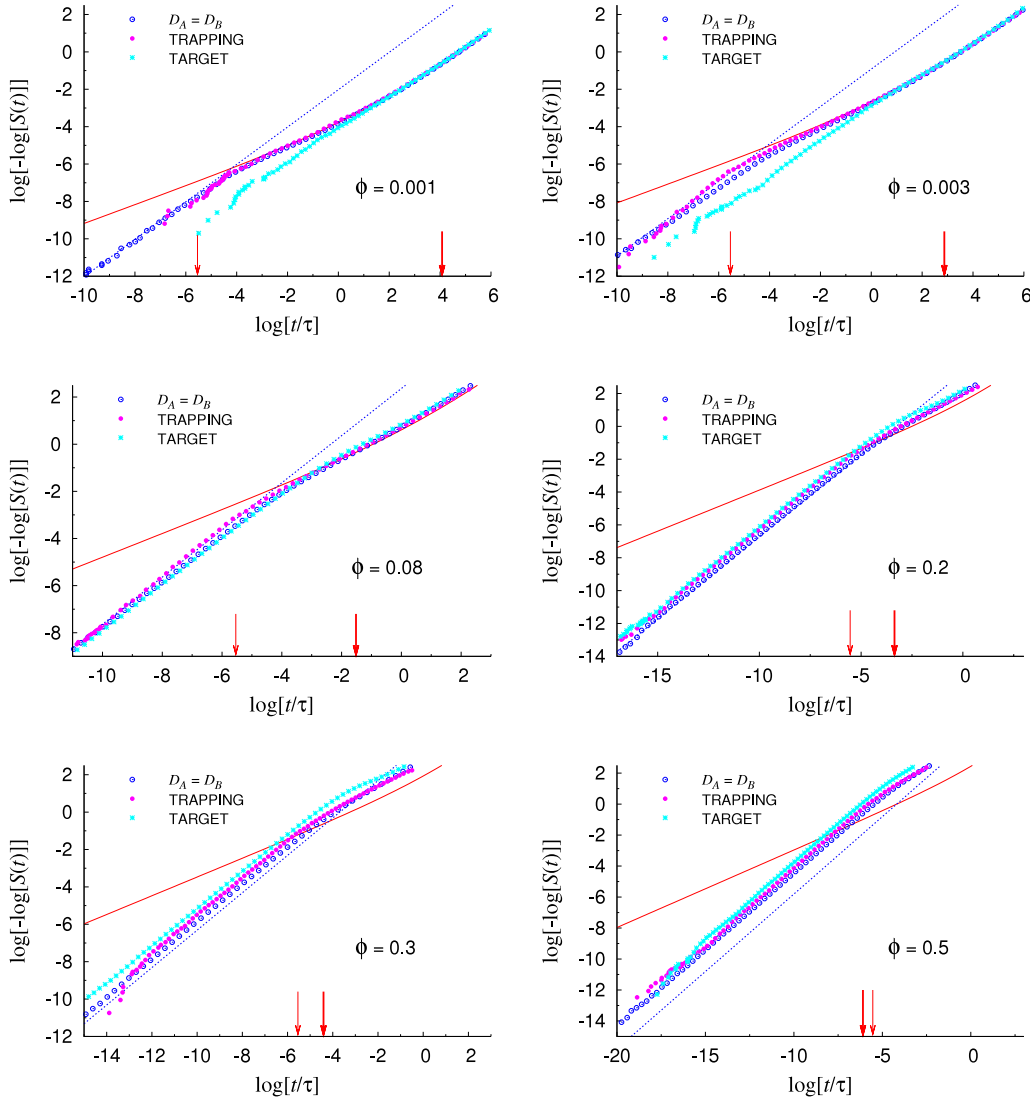 D_A = D_B
TRAPPING
TARGET
log[-log[S(t)]]
2
0
-2
-4
-6
-8
-10
-12
ϕ = 0.001
-10 -8 -6 -4 -2 0 2 4 6
log[t/τ]
D_A = D_B
TRAPPING
TARGET
log[-log[S(t)]]
2
0
-2
-4
-6
-8
-10
-12
ϕ = 0.003
-10 -8 -6 -4 -2 0 2 4 6
log[t/τ]
D_A = D_B
TRAPPING
TARGET
log[-log[S(t)]]
2
0
-2
-4
-6
-8
ϕ = 0.08
-10 -8 -6 -4 -2 0 2
log[t/τ]
D_A = D_B
TRAPPING
TARGET
log[-log[S(t)]]
2
0
-2
-4
-6
-8
-10
-12
-14
ϕ = 0.2
-15 -10 -5 0
log[t/τ]
D_A = D_B
TRAPPING
TARGET
log[-log[S(t)]]
2
0
-2
-4
-6
-8
-10
-12
ϕ = 0.3
-14 -12 -10 -8 -6 -4 -2 0 2
log[t/τ]
D_A = D_B
TRAPPING
TARGET
log[-log[S(t)]]
2
0
-2
-4
-6
-8
-10
-12
-14
ϕ = 0.5
-20 -15 -10 -5 0
log[t/τ]